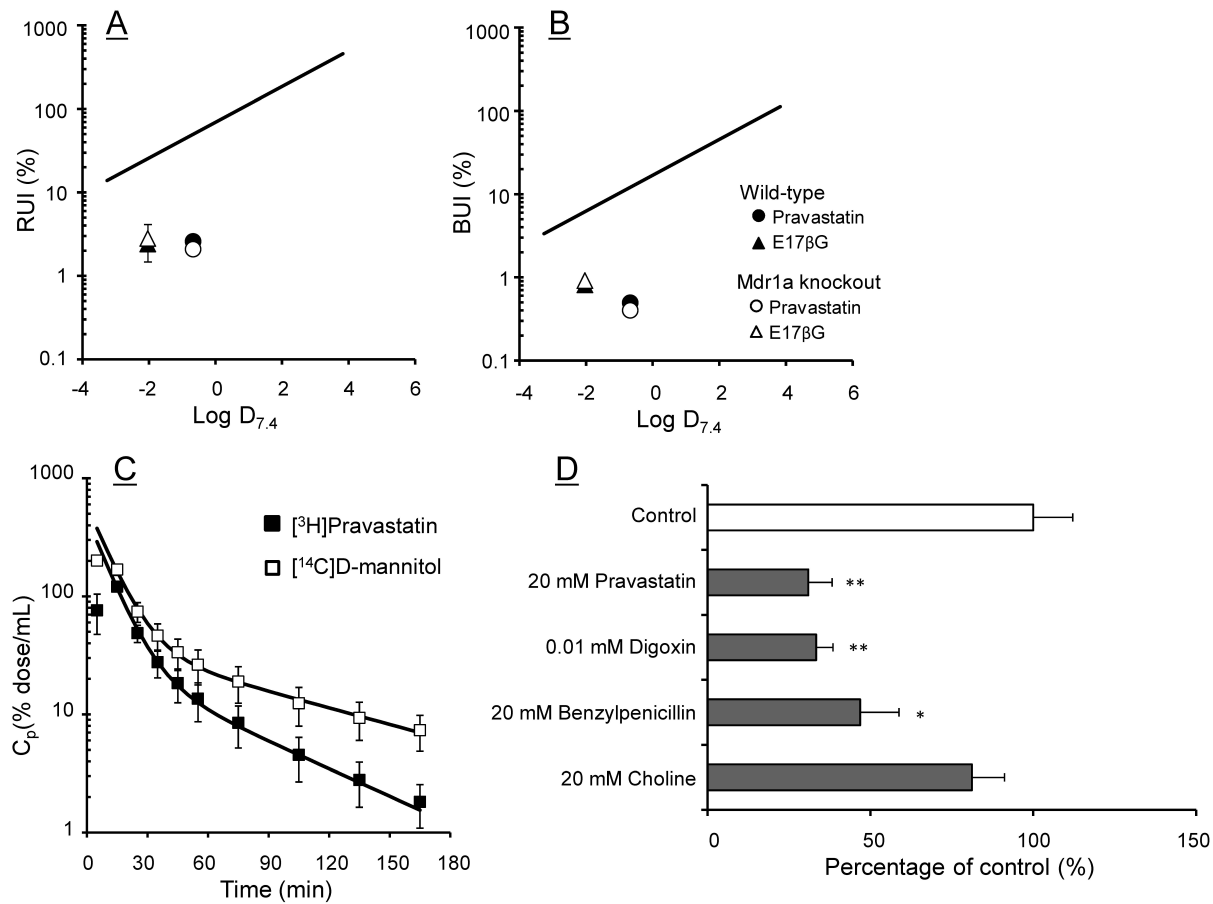 A
1000
100
10
1
0.1
RUI (%)
-4
-2
0
2
4
6
Log D7.4
B
1000
100
10
1
0.1
BUI (%)
-4
-2
0
2
4
6
Log D7.4
Wild-type
Pravastatin
E17βG
Mdr1a knockout
Pravastatin
E17βG
C
1000
100
10
1
Cp(% dose/mL)
0
30
60
90
120
150
180
Time (min)
[³H]Pravastatin
[¹⁴C]D-mannitol
D
Control
20 mM Pravastatin
**
0.01 mM Digoxin
**
20 mM Benzylpenicillin
*
20 mM Choline
0
50
100
150
Percentage of control (%)